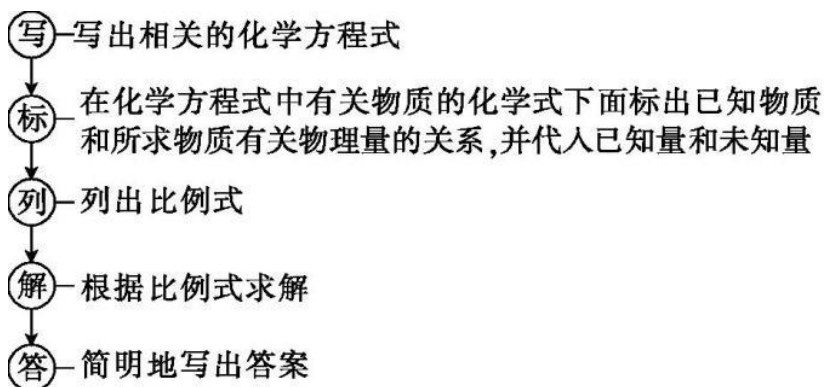 写 写出相关的化学方程式
标 在化学方程式中有关物质的化学式下面标出已知物质
和所求物质有关物理量的关系,并代入已知量和未知量
列 列出比例式
解 根据比例式求解
答 简明地写出答案